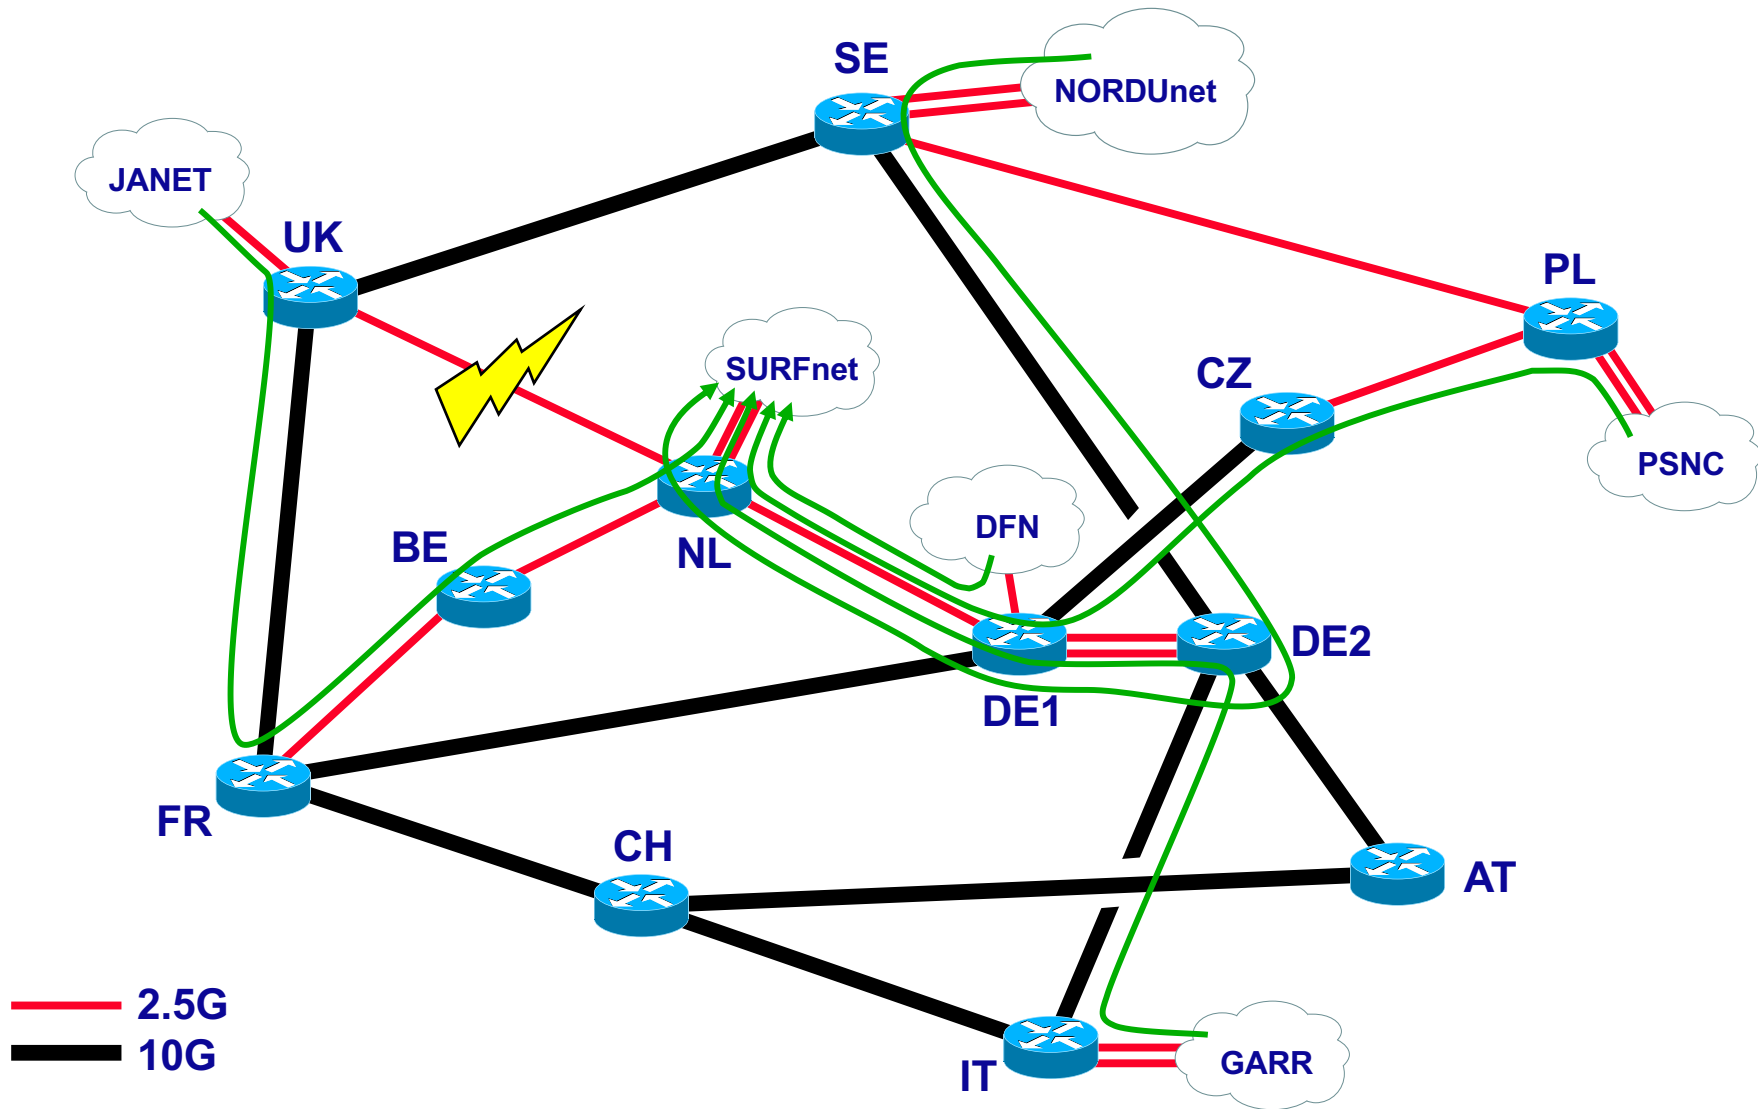 SE
NORDUnet
JANET
UK
PL
SURFnet
CZ
PSNC
DFN
BE
NL
DE2
DE1
FR
CH
AT
2.5G
10G
IT
GARR